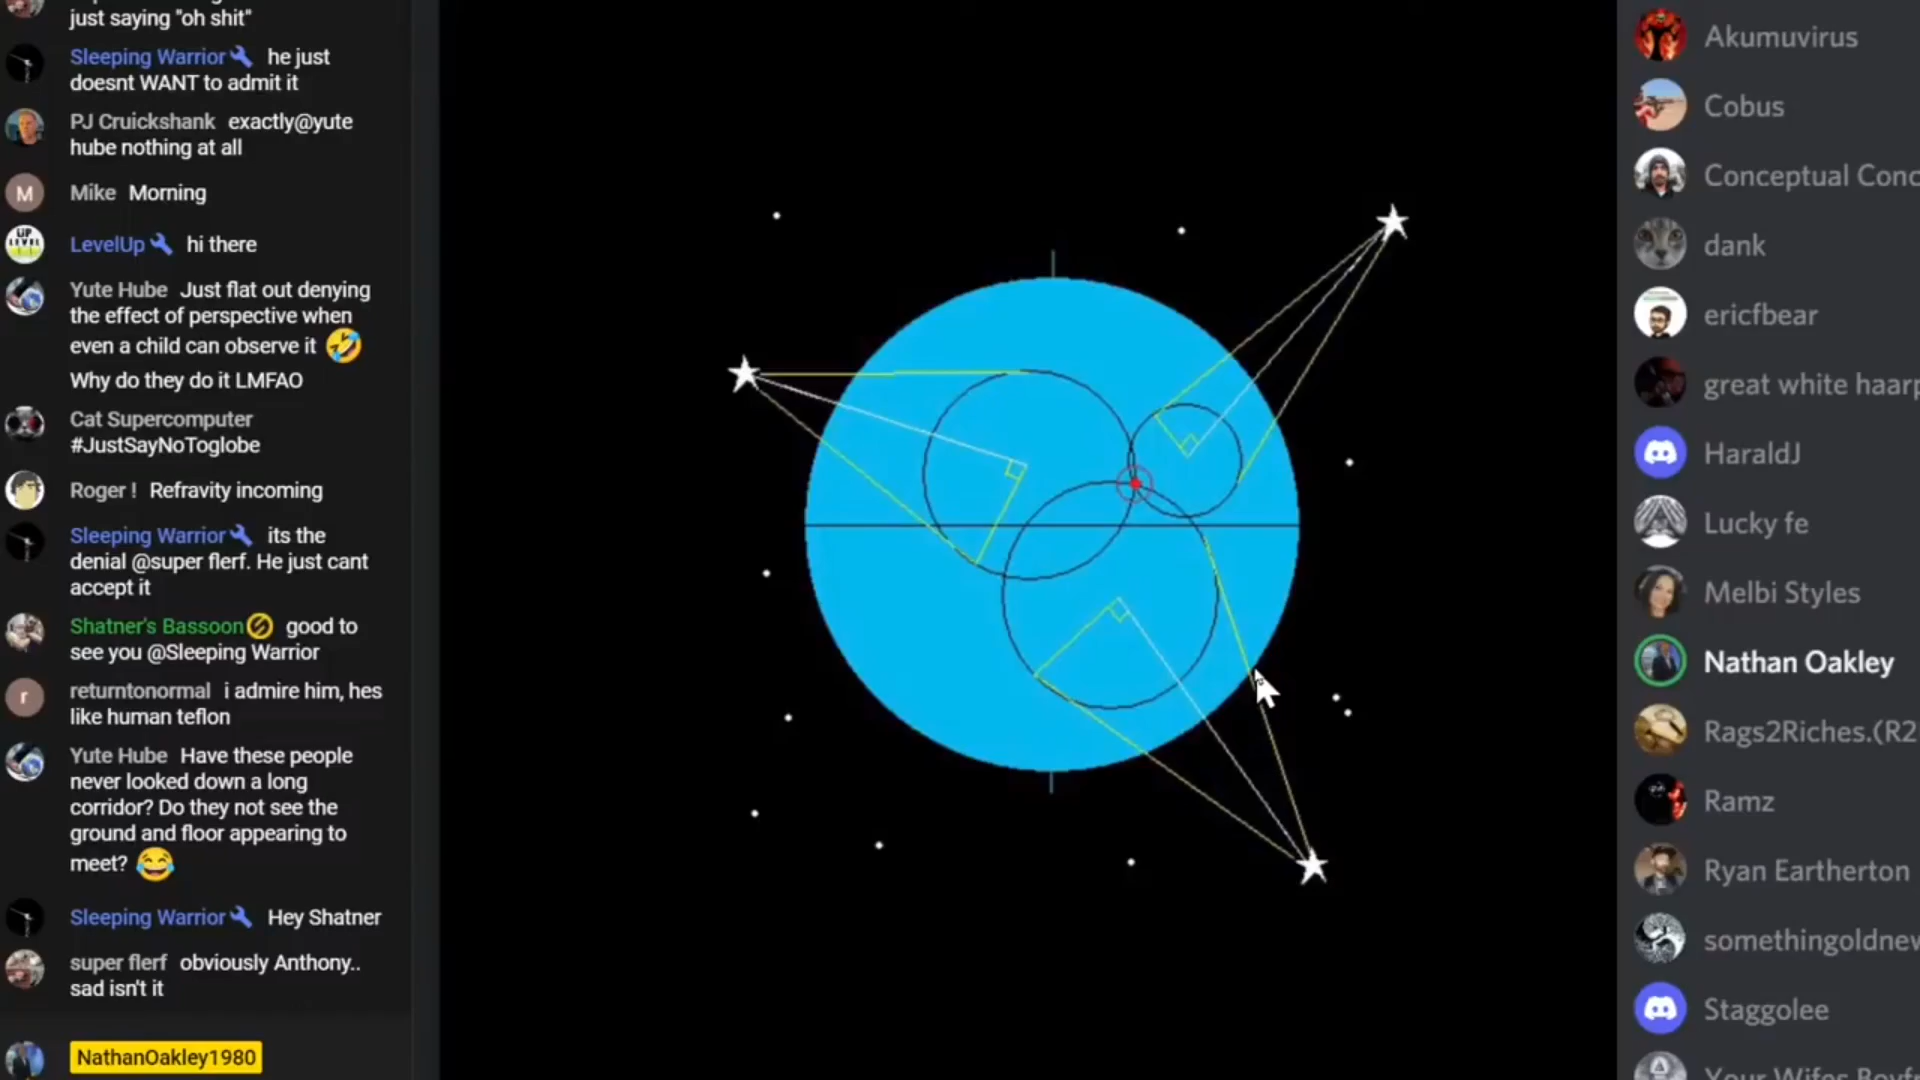 just saying "oh shit"
Sleeping Warrior he just
doesnt WANT to admit it
PJ Cruickshank exactly@yute
hube nothing at all
M
Mike Morning
UP
LEVEL
LevelUp hi there
Yute Hube Just flat out denying
the effect of perspective when
even a child can observe it 🤣
Why do they do it LMFAO
Cat Supercomputer
#JustSayNoToglobe
Roger ! Refravity incoming
Sleeping Warrior its the
denial @super flerf. He just cant
accept it
Shatner's Bassoon good to
see you @Sleeping Warrior
r
returntonormal i admire him, hes
like human teflon
Yute Hube Have these people
never looked down a long
corridor? Do they not see the
ground and floor appearing to
meet? 😂
Sleeping Warrior Hey Shatner
super flerf obviously Anthony..
sad isn't it
NathanOakley1980
Akumuvirus
Cobus
Conceptual Conc
dank
ericfbear
great white haarp
HaraldJ
Lucky fe
Melbi Styles
Nathan Oakley
Rags2Riches.(R2
Ramz
Ryan Eartherton
somethingoldnew
Staggolee